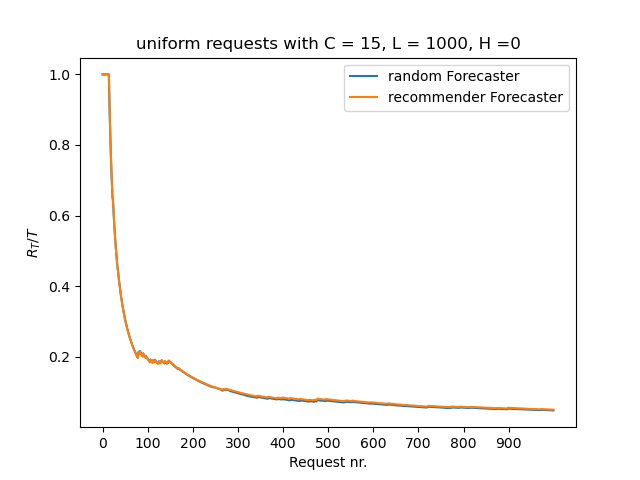 uniform requests with C = 15, L = 1000, H =0
random Forecaster
recommender Forecaster
1.0
0.8
0.6
0.4
0.2
R_T/T
0 100 200 300 400 500 600 700 800 900
Request nr.